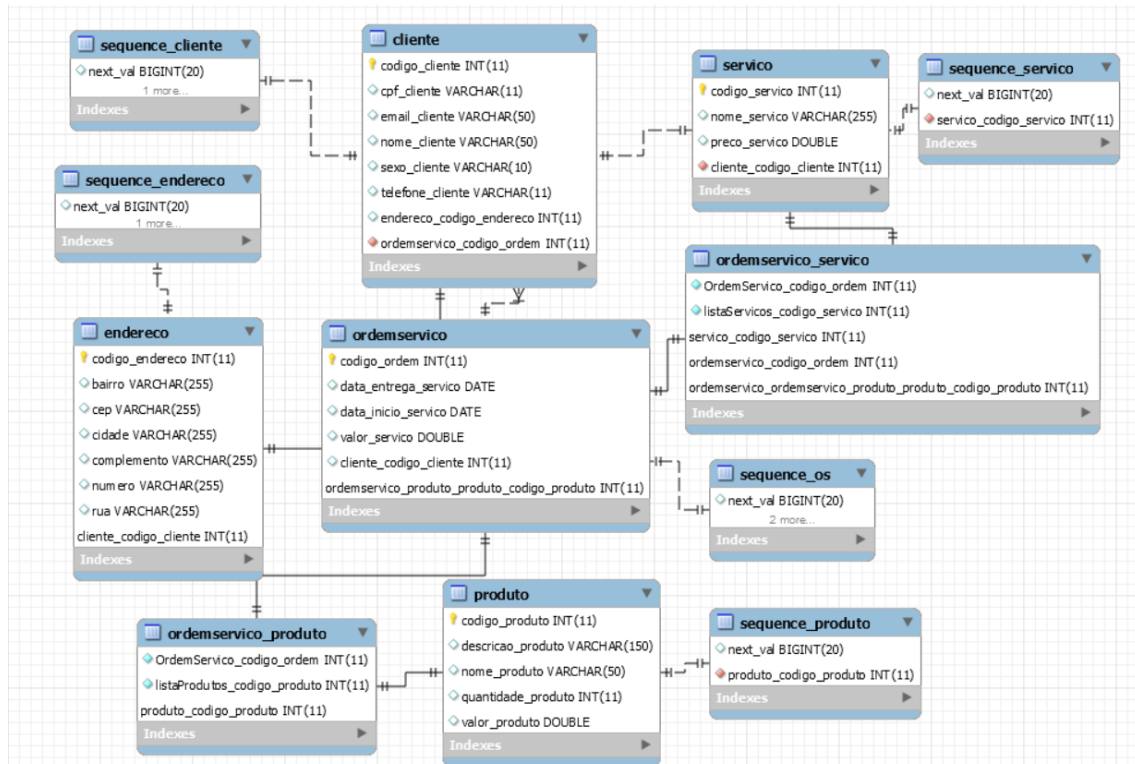 sequence_cliente
next_val BIGINT(20)
1 more...
Indexes
cliente
codigo_cliente INT(11)
cpf_cliente VARCHAR(11)
email_cliente VARCHAR(50)
nome_cliente VARCHAR(50)
sexo_cliente VARCHAR(10)
telefone_cliente VARCHAR(11)
endereco_codigo_endereco INT(11)
ordemservico_codigo_ordem INT(11)
Indexes
servico
codigo_servico INT(11)
nome_servico VARCHAR(255)
preco_servico DOUBLE
cliente_codigo_cliente INT(11)
Indexes
sequence_servico
next_val BIGINT(20)
servico_codigo_servico INT(11)
Indexes
sequence_endereco
next_val BIGINT(20)
1 more...
Indexes
ordemservico_servico
OrdemServico_codigo_ordem INT(11)
listaServicos_codigo_servico INT(11)
servico_codigo_servico INT(11)
ordemservico_codigo_ordem INT(11)
ordemservico_ordemservico_produto_produto_codigo_produto INT(11)
Indexes
endereco
codigo_endereco INT(11)
bairro VARCHAR(255)
cep VARCHAR(255)
cidade VARCHAR(255)
complemento VARCHAR(255)
numero VARCHAR(255)
rua VARCHAR(255)
cliente_codigo_cliente INT(11)
Indexes
ordemservico
codigo_ordem INT(11)
data_entrega_servico DATE
data_inicio_servico DATE
valor_servico DOUBLE
cliente_codigo_cliente INT(11)
ordemservico_produto_produto_codigo_produto INT(11)
Indexes
sequence_os
next_val BIGINT(20)
2 more...
Indexes
ordemservico_produto
OrdemServico_codigo_ordem INT(11)
listaProdutos_codigo_produto INT(11)
produto_codigo_produto INT(11)
Indexes
produto
codigo_produto INT(11)
descricao_produto VARCHAR(150)
nome_produto VARCHAR(50)
quantidade_produto INT(11)
valor_produto DOUBLE
Indexes
sequence_produto
next_val BIGINT(20)
produto_codigo_produto INT(11)
Indexes